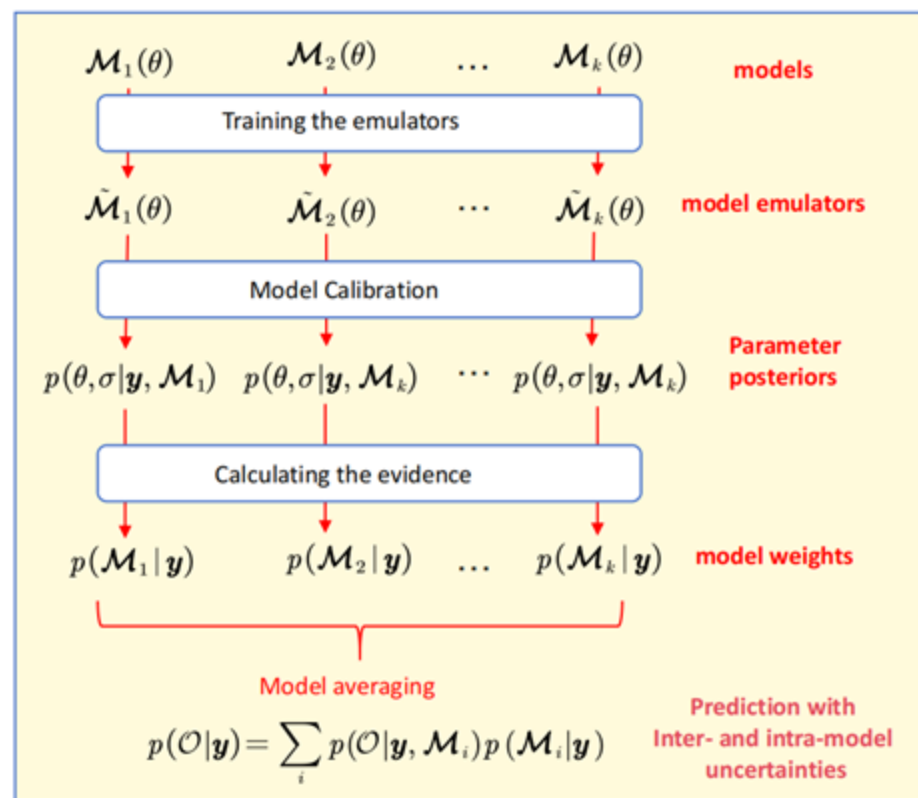 𝓜₁(θ) 𝓜₂(θ) ... 𝓜ₖ(θ) models
Training the emulators
𝓜̃₁(θ) 𝓜̃₂(θ) ... 𝓜̃ₖ(θ) model emulators
Model Calibration
Parameter
posteriors
p(θ,σ|𝒚, 𝓜₁) p(θ,σ|𝒚, 𝓜ₖ) ... p(θ,σ|𝒚, 𝓜ₖ)
Calculating the evidence
p(𝓜₁|𝒚) p(𝓜₂|𝒚) ... p(𝓜ₖ|𝒚) model weights
Model averaging
p(𝒪|𝒚)=∑ᵢ p(𝒪|𝒚, 𝓜ᵢ)p(𝓜ᵢ|𝒚)
Prediction with
Inter- and intra-model
uncertainties